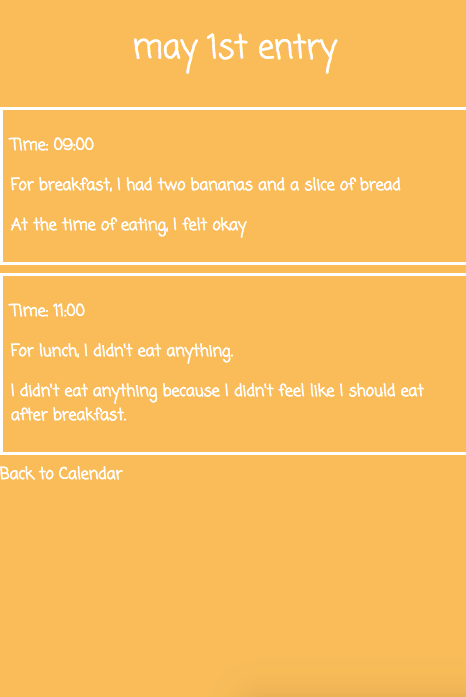 may 1st entry
Time: 09:00
For breakfast, I had two bananas and a slice of bread
At the time of eating, I felt okay
Time: 11:00
For lunch, I didn't eat anything.
I didn't eat anything because I didn't feel like I should eat
after breakfast.
Back to Calendar